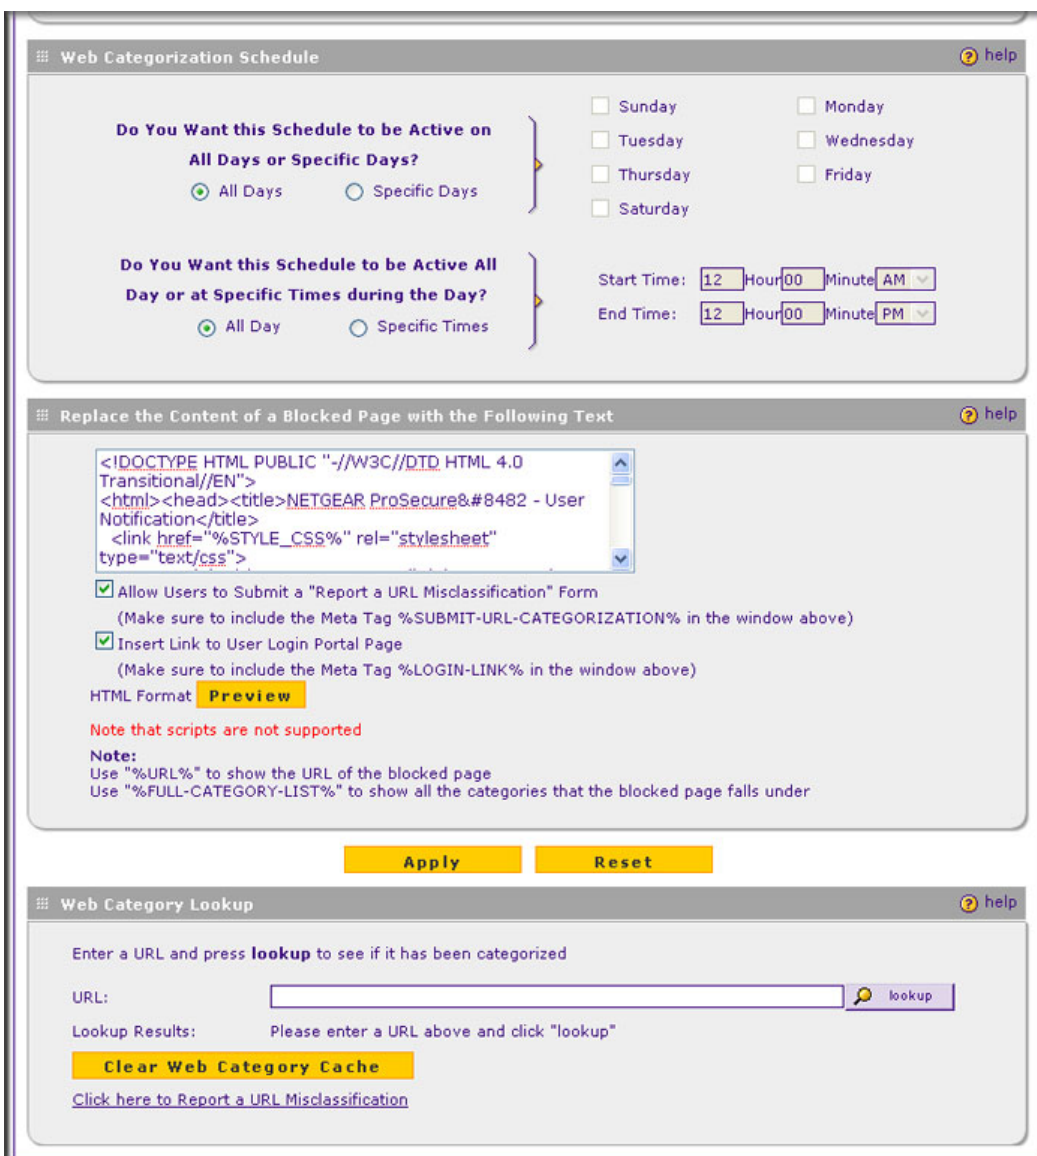 Web Categorization Schedule
help
Do You Want this Schedule to be Active on
All Days or Specific Days?
All Days
Specific Days
Sunday
Monday
Tuesday
Wednesday
Thursday
Friday
Saturday
Do You Want this Schedule to be Active All
Day or at Specific Times during the Day?
All Day
Specific Times
Start Time: 12 Hour 00 Minute AM
End Time: 12 Hour 00 Minute PM
Replace the Content of a Blocked Page with the Following Text
help
<!DOCTYPE HTML PUBLIC "-//W3C//DTD HTML 4.0
Transitional//EN">
<html><head><title>NETGEAR ProSecure&#8482 - User
Notification</title>
<link href="%STYLE_CSS%" rel="stylesheet"
type="text/css">
Allow Users to Submit a "Report a URL Misclassification" Form
(Make sure to include the Meta Tag %SUBMIT-URL-CATEGORIZATION% in the window above)
Insert Link to User Login Portal Page
(Make sure to include the Meta Tag %LOGIN-LINK% in the window above)
HTML Format Preview
Note that scripts are not supported
Note:
Use "%URL%" to show the URL of the blocked page
Use "%FULL-CATEGORY-LIST%" to show all the categories that the blocked page falls under
Apply
Reset
Web Category Lookup
help
Enter a URL and press lookup to see if it has been categorized
URL:
lookup
Lookup Results: Please enter a URL above and click "lookup"
Clear Web Category Cache
Click here to Report a URL Misclassification